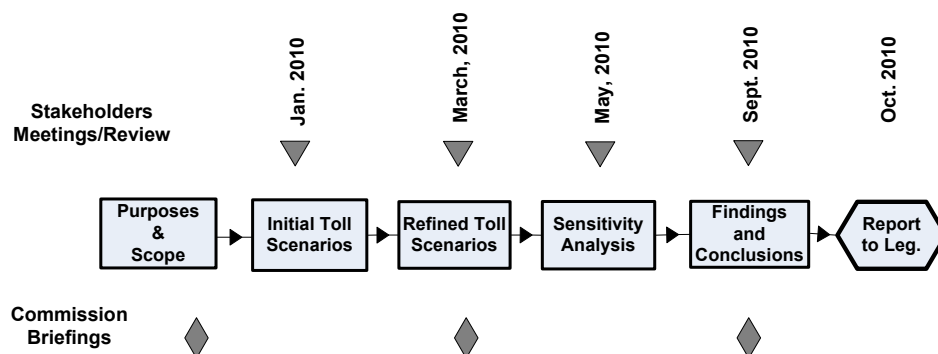 Jan. 2010
March, 2010
May, 2010
Sept. 2010
Oct. 2010
Stakeholders
Meetings/Review
Purposes
&
Scope
Initial Toll
Scenarios
Refined Toll
Scenarios
Sensitivity
Analysis
Findings
and
Conclusions
Report
to Leg.
Commission
Briefings